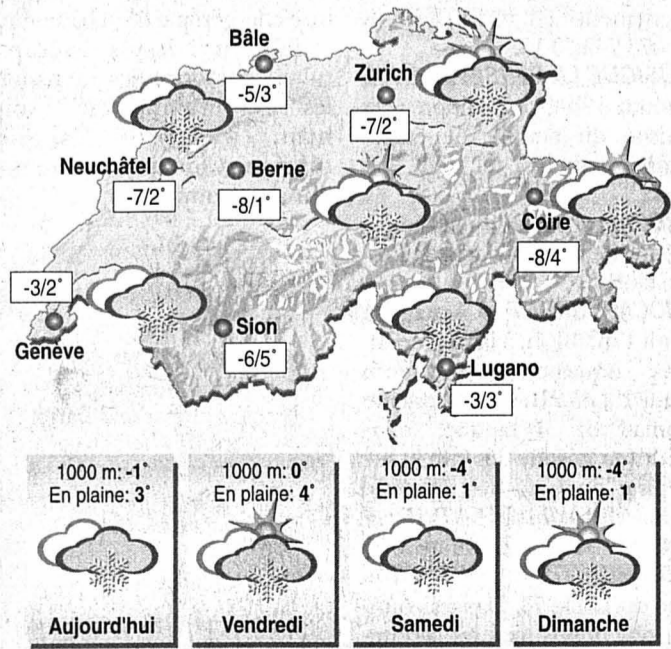 Bâle
-5/3°
Zurich
-7/2°
Neuchâtel
-7/2°
Berne
-8/1°
Coire
-8/4°
-3/2°
Genève
Sion
-6/5°
Lugano
-3/3°
1000 m: -1°
En plaine: 3°
Aujourd'hui
1000 m: 0°
En plaine: 4°
Vendredi
1000 m: -4°
En plaine: 1°
Samedi
1000 m: -4°
En plaine: 1°
Dimanche